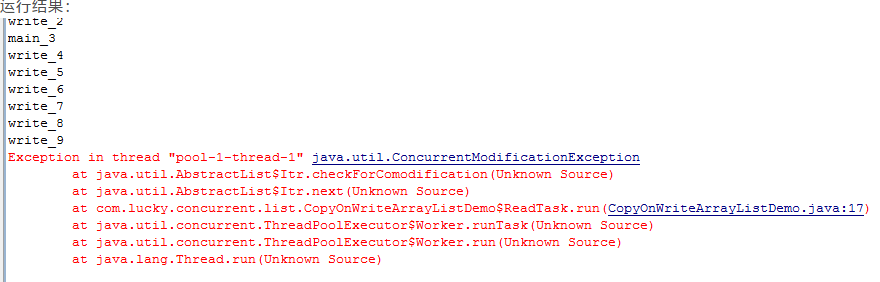 运行结果：
write_2
main_3
write_4
write_5
write_6
write_7
write_8
write_9
Exception in thread "pool-1-thread-1" java.util.ConcurrentModificationException
at java.util.AbstractList$Itr.checkForComodification(Unknown Source)
at java.util.AbstractList$Itr.next(Unknown Source)
at com.lucky.concurrent.list.CopyOnWriteArrayListDemo$ReadTask.run(CopyOnWriteArrayListDemo.java:17)
at java.util.concurrent.ThreadPoolExecutor$Worker.runTask(Unknown Source)
at java.util.concurrent.ThreadPoolExecutor$Worker.run(Unknown Source)
at java.lang.Thread.run(Unknown Source)